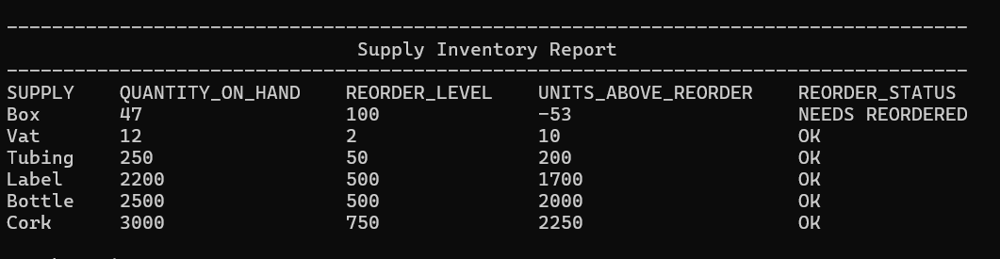 --------------------------------------------------------------------------------------
Supply Inventory Report
--------------------------------------------------------------------------------------
SUPPLY    QUANTITY_ON_HAND    REORDER_LEVEL    UNITS_ABOVE_REORDER    REORDER_STATUS
Box       47                  100              -53                    NEEDS REORDERED
Vat       12                  2                10                     OK
Tubing    250                 50               200                    OK
Label     2200                500              1700                   OK
Bottle    2500                500              2000                   OK
Cork      3000                750              2250                   OK